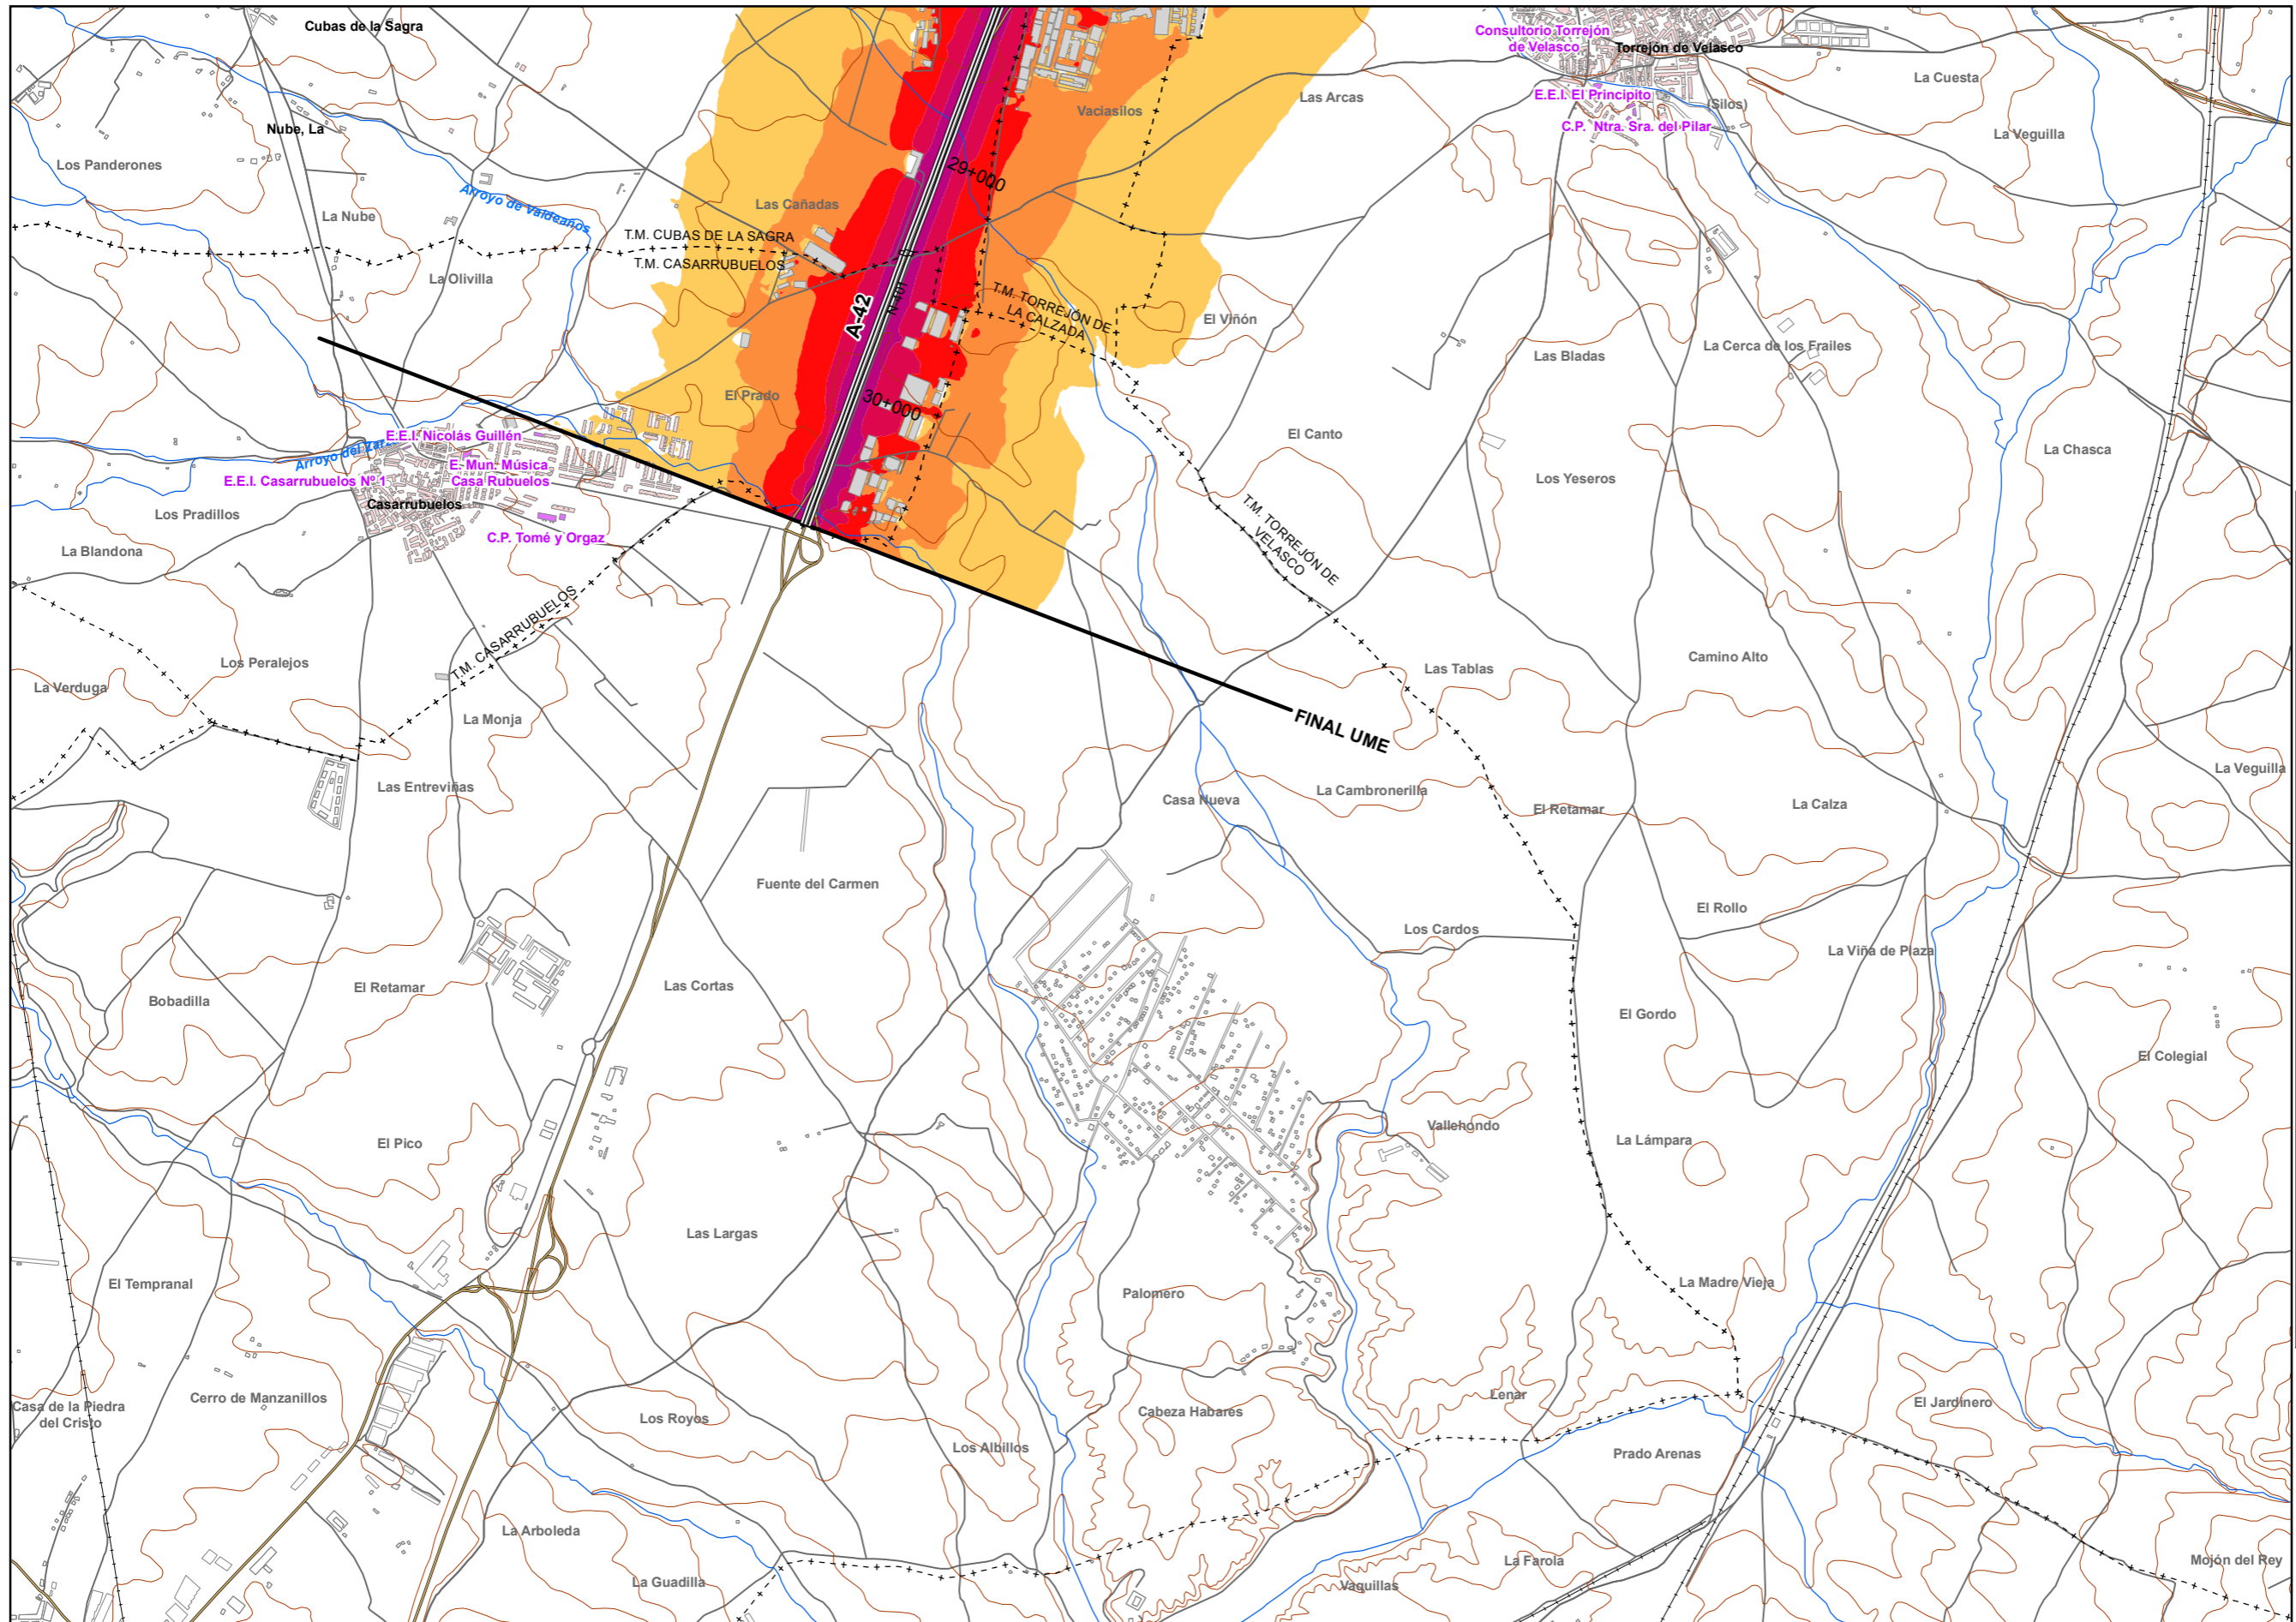 Cubas de la Sagra
Consultorio Torrejón
de Velasco
Torrejón de Velasco
La Cuesta
E.E.I. El Principito
(Silos)
Las Arcas
Vaciasilos
C.P. Ntra. Sra. del Pilar
Nube, La
La Veguilla
Los Panderones
29+000
Arroyo de Valdeaños
Las Cañadas
La Nube
T.M. CUBAS DE LA SAGRA
T.M. CASARRUBUELOS
La Olivilla
A-42
N-401
T.M. TORREJÓN DE
LA CALZADA
El Viñón
Las Bladas
La Cerca de los Frailes
El Prado
30+000
El Canto
E.E.I. Nicolás Guillén
Arroyo del
E. Mun. Música
Casa Rubuelos
E.E.I. Casarrubuelos Nº 1
La Chasca
Los Yeseros
Casarrubuelos
Los Pradillos
C.P. Tomé y Orgaz
La Blandona
T.M. TORREJÓN DE
VELASCO
T.M. CASARRUBUELOS
Los Peralejos
Las Tablas
Camino Alto
La Verduga
La Monja
FINAL UME
La Veguilla
Las Entreviñas
Casa Nueva
La Cambronerilla
El Retamar
La Calza
Fuente del Carmen
El Rollo
Los Cardos
La Viña de Plaza
Bobadilla
El Retamar
Las Cortas
El Gordo
El Colegial
El Pico
Vallehondo
La Lámpara
Las Largas
El Tempranal
Palomero
La Madre Vieja
Casa de la Piedra
del Cristo
Cerro de Manzanillos
Los Royos
Cabeza Habares
Lenar
El Jardinero
Los Albillos
Prado Arenas
La Arboleda
La Guadilla
La Farola
Vaquillas
Mojón del Rey